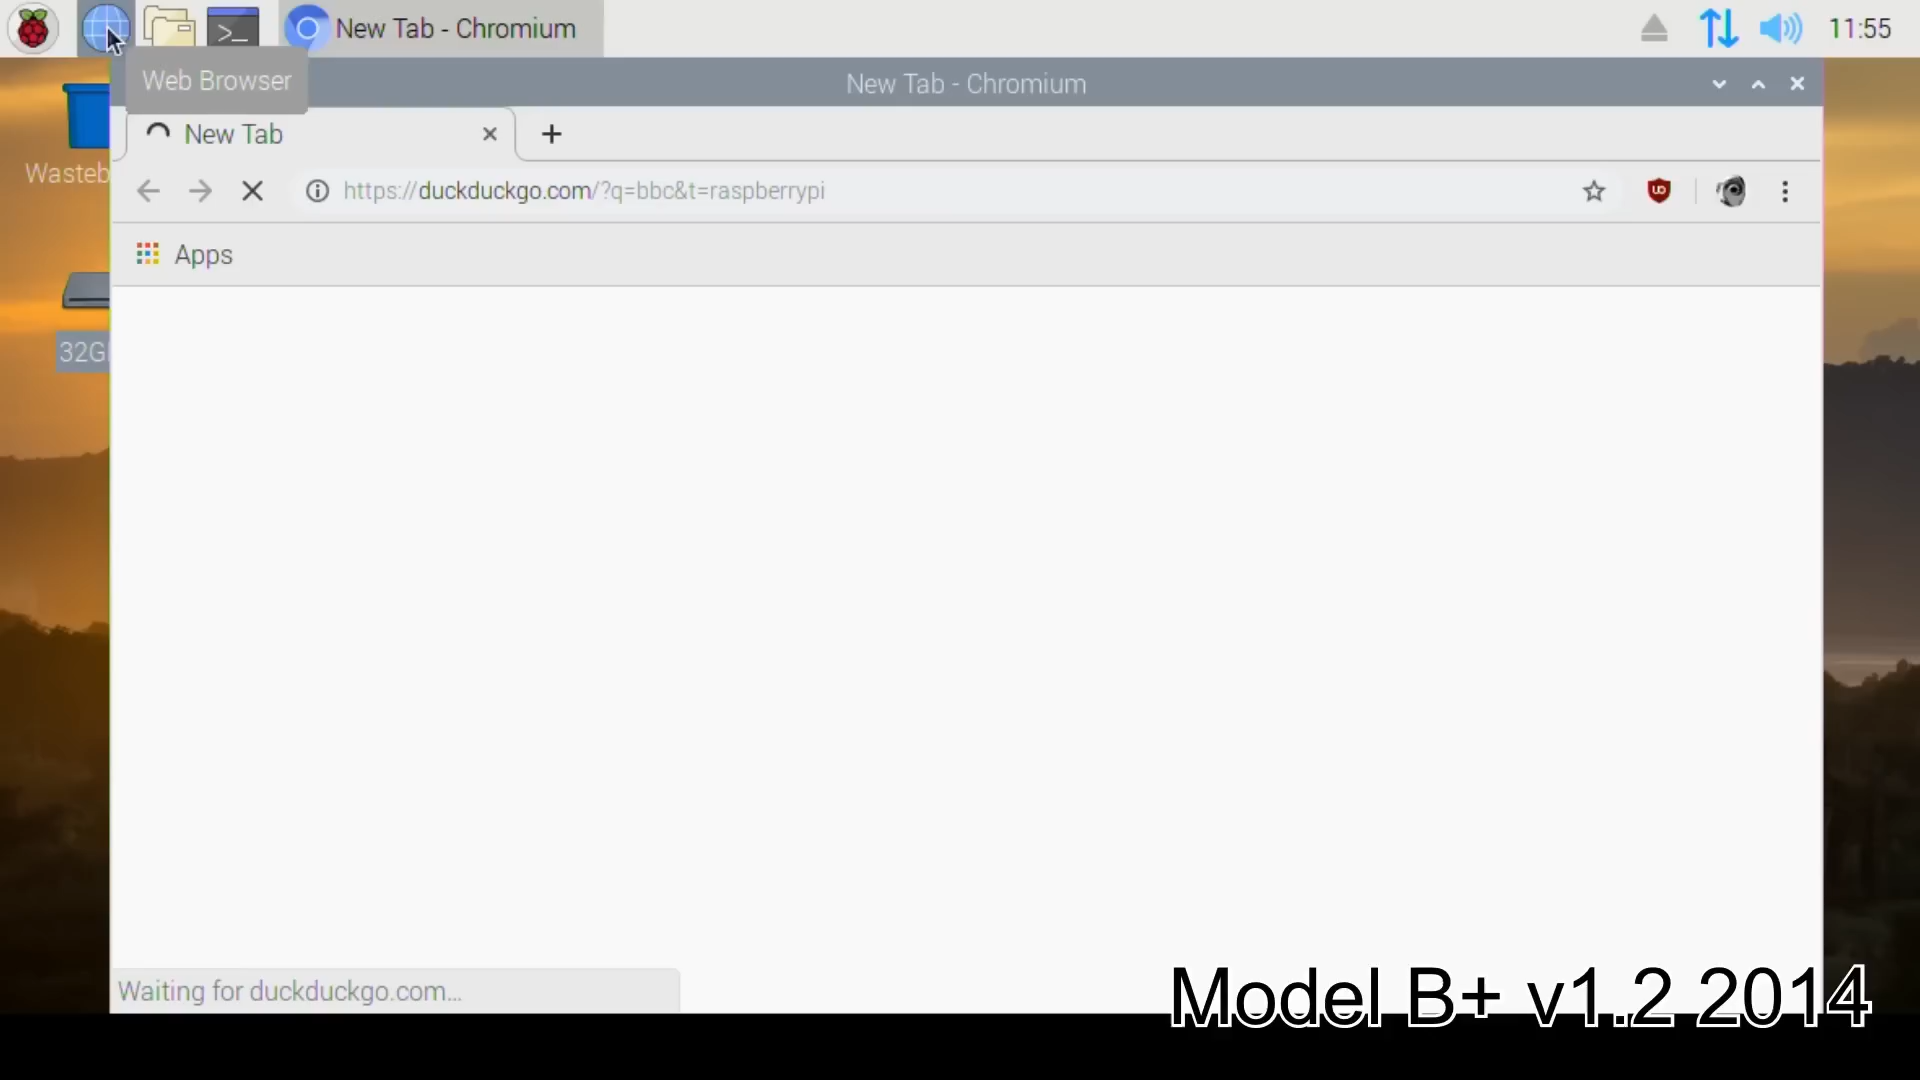 New Tab - Chromium
11:55
Web Browser
New Tab - Chromium
New Tab
https://duckduckgo.com/?q=bbc&t=raspberrypi
Apps
Wasteb
32G
Waiting for duckduckgo.com...
Model B+ v1.2 2014